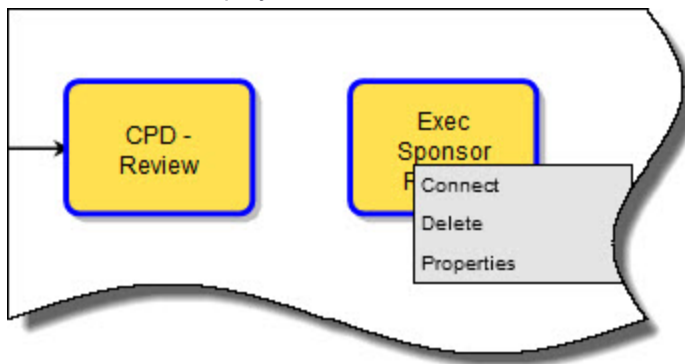 CPD -
Review
Exec
Sponsor
Connect
Delete
Properties